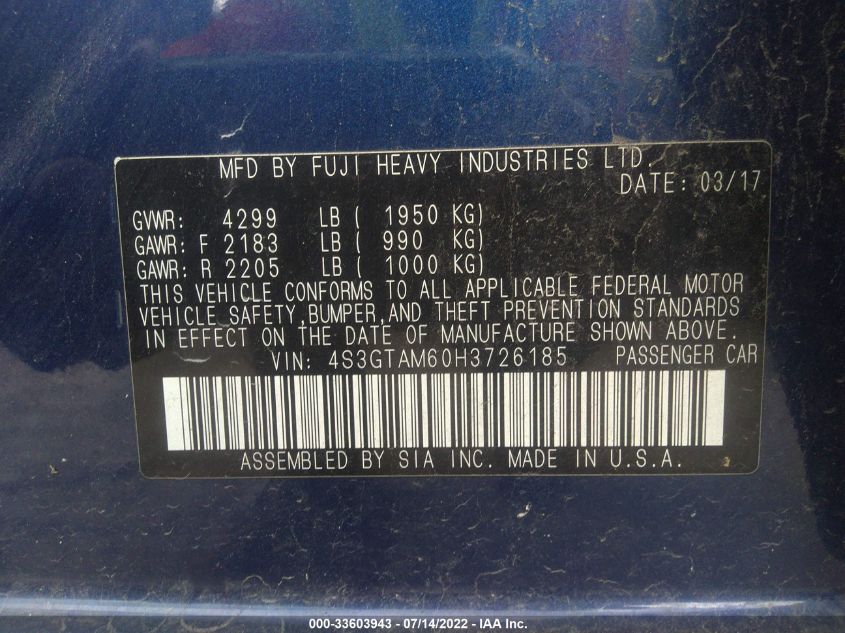 MFD BY FUJI HEAVY INDUSTRIES LTD.
DATE: 03/17
GVWR: 4299 LB ( 1950 KG)
GAWR: F 2183 LB ( 990 KG)
GAWR: R 2205 LB ( 1000 KG)
THIS VEHICLE CONFORMS TO ALL APPLICABLE FEDERAL MOTOR
VEHICLE SAFETY,BUMPER,AND THEFT PREVENTION STANDARDS
IN EFFECT ON THE DATE OF MANUFACTURE SHOWN ABOVE.
VIN: 4S3GTAM60H3726185 PASSENGER CAR
ASSEMBLED BY SIA INC. MADE IN U.S.A.
000-33603943 - 07/14/2022 - IAA Inc.